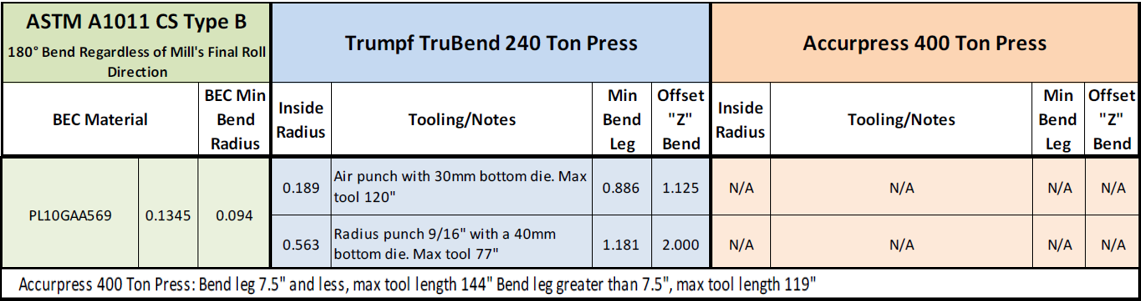 ASTM A1011 CS Type B
180° Bend Regardless of Mill's Final Roll
Direction
Trumpf TruBend 240 Ton Press
Accurpress 400 Ton Press
BEC Material
BEC Min
Bend
Radius
Inside
Radius
Tooling/Notes
Min
Bend
Leg
Offset
"Z"
Bend
Inside
Radius
Tooling/Notes
Min
Bend
Leg
Offset
"Z"
Bend
PL10GAA569
0.1345
0.094
0.189
Air punch with 30mm bottom die. Max
tool 120"
0.886
1.125
N/A
N/A
N/A
N/A
0.563
Radius punch 9/16" with a 40mm
bottom die. Max tool 77"
1.181
2.000
N/A
N/A
N/A
N/A
Accurpress 400 Ton Press: Bend leg 7.5" and less, max tool length 144" Bend leg greater than 7.5", max tool length 119"